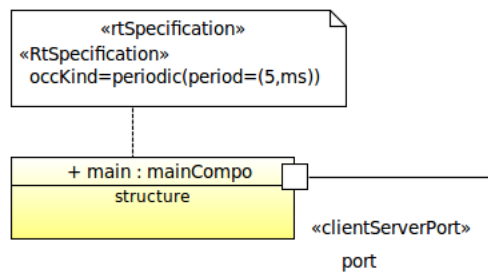 «rtSpecification»
«RtSpecification»
occKind=periodic(period=(5,ms))
+ main : mainCompo
structure
«clientServerPort»
port